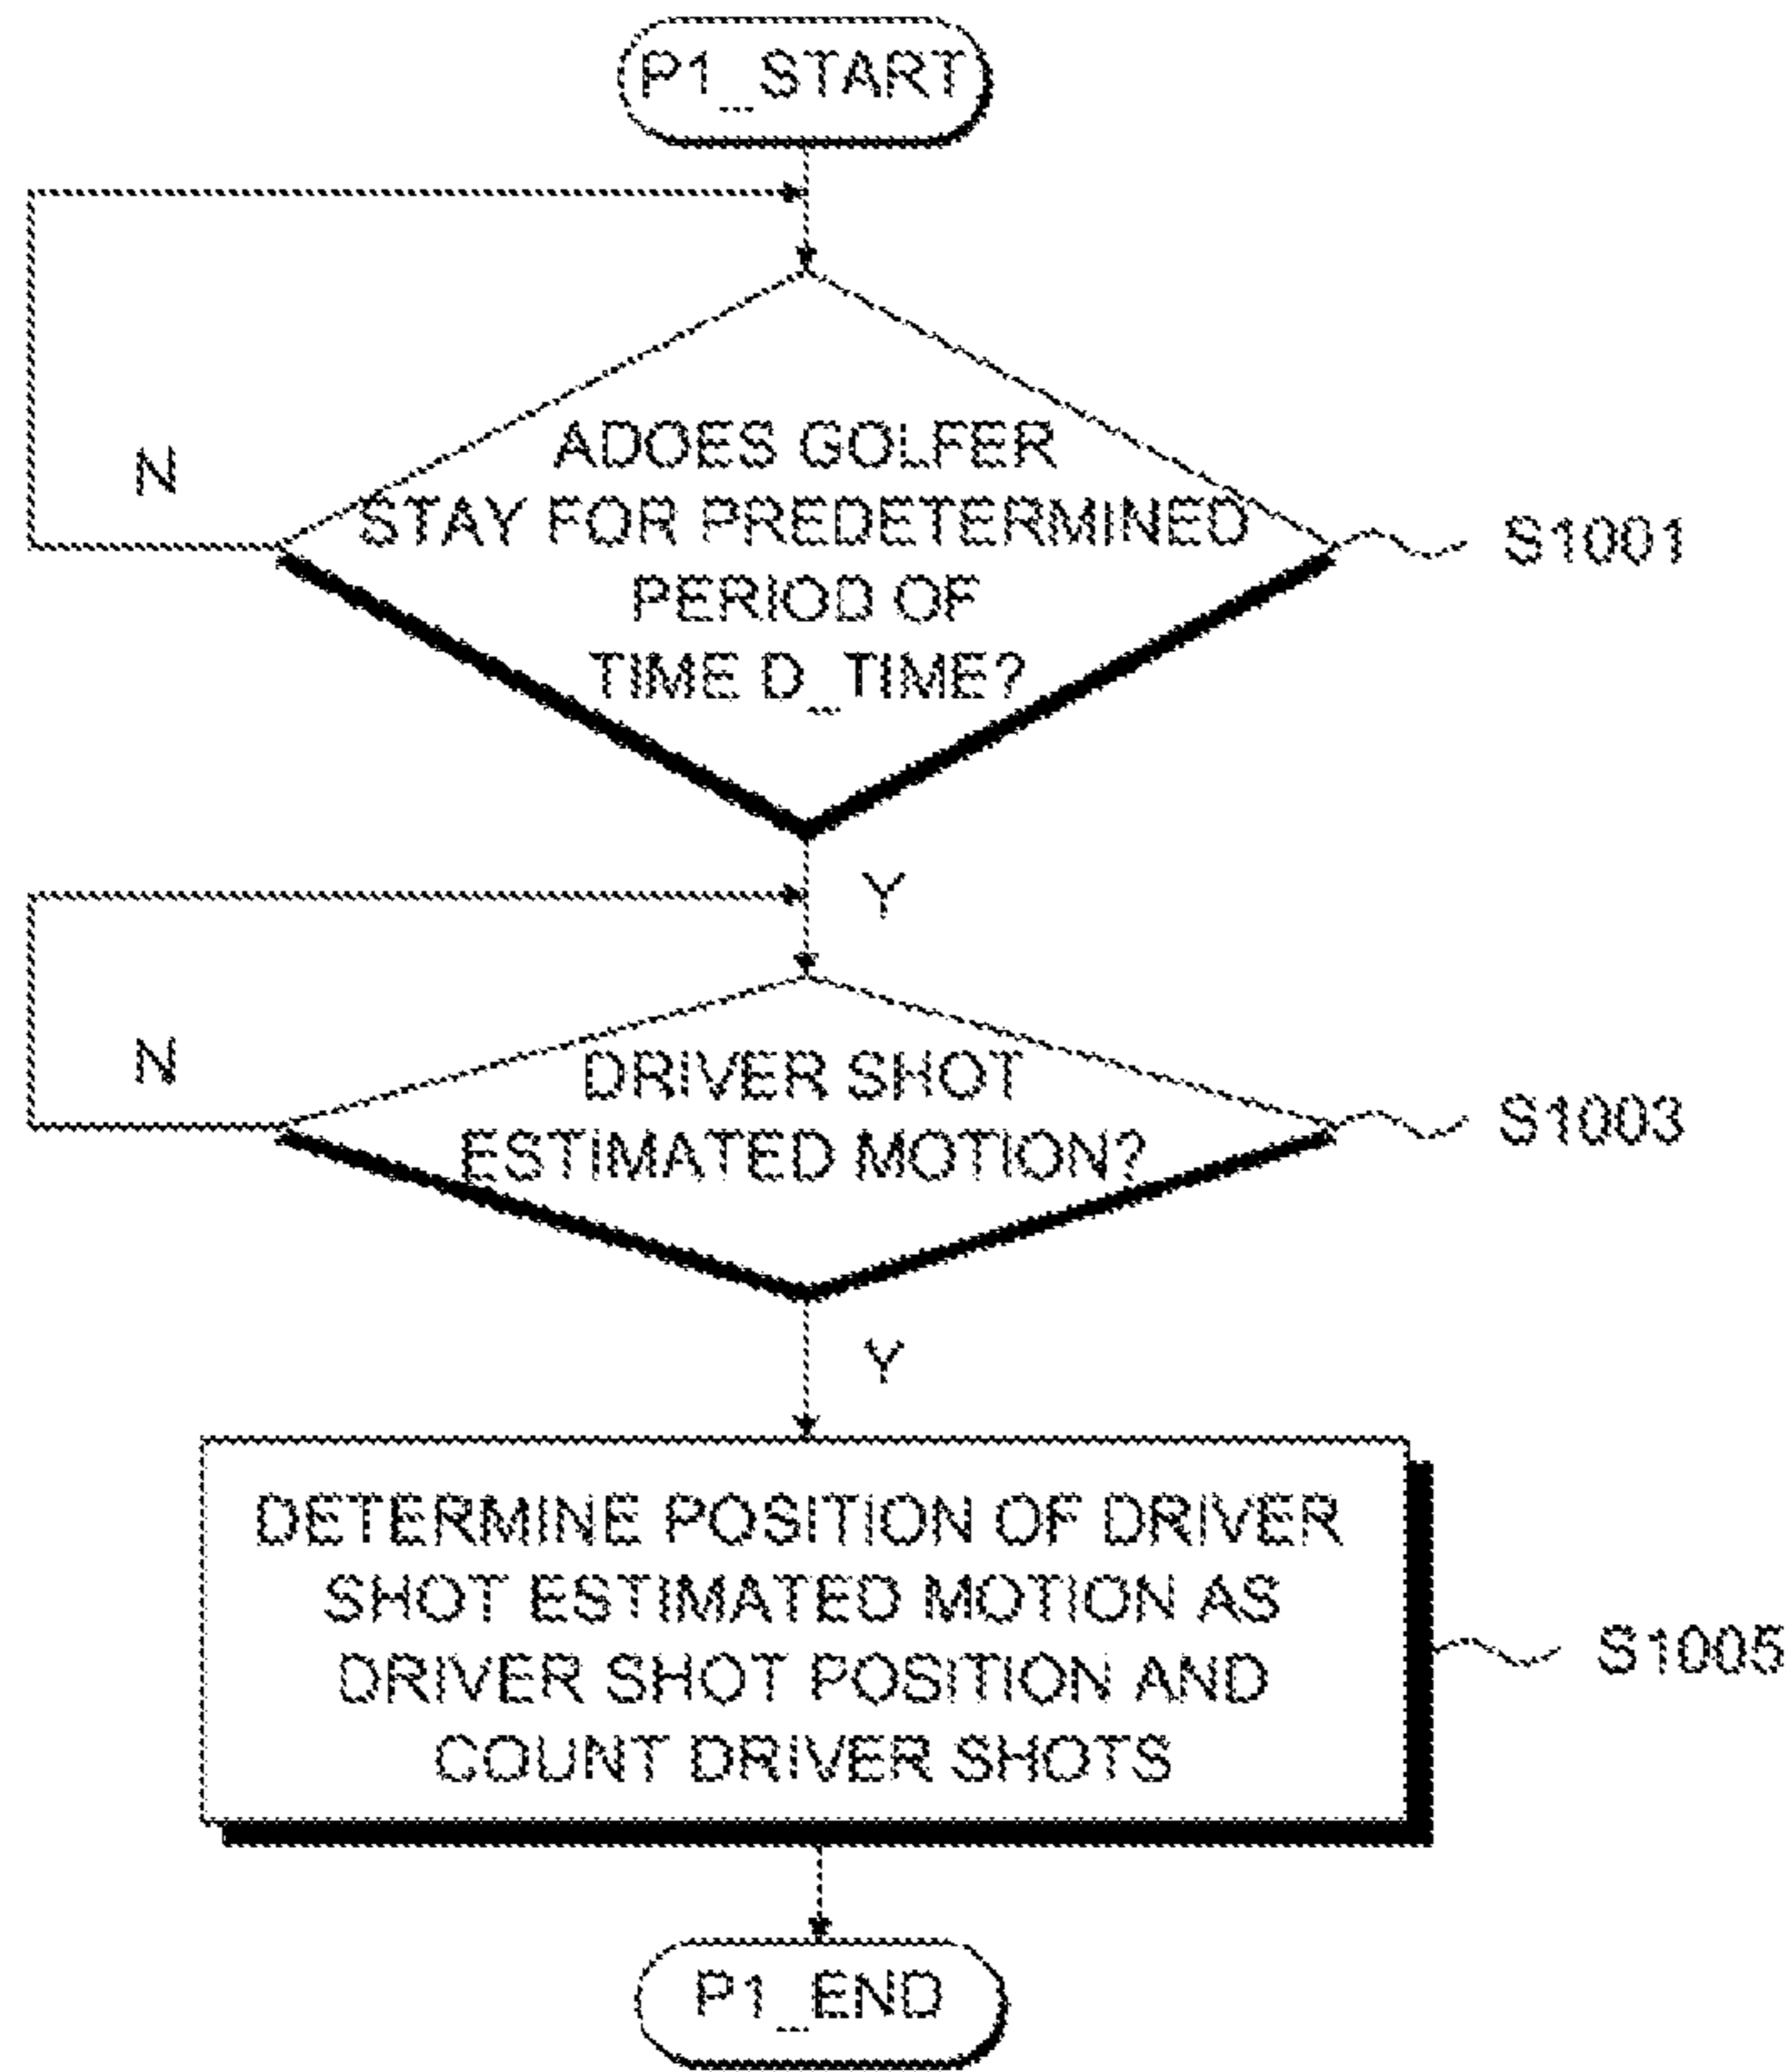 P1_START
ADOES GOLFER
STAY FOR PREDETERMINED
PERIOD OF
TIME D_TIME?
N
S1001
Y
DRIVER SHOT
ESTIMATED MOTION?
N
S1003
Y
DETERMINE POSITION OF DRIVER
SHOT ESTIMATED MOTION AS
DRIVER SHOT POSITION AND
COUNT DRIVER SHOTS
S1005
P1_END